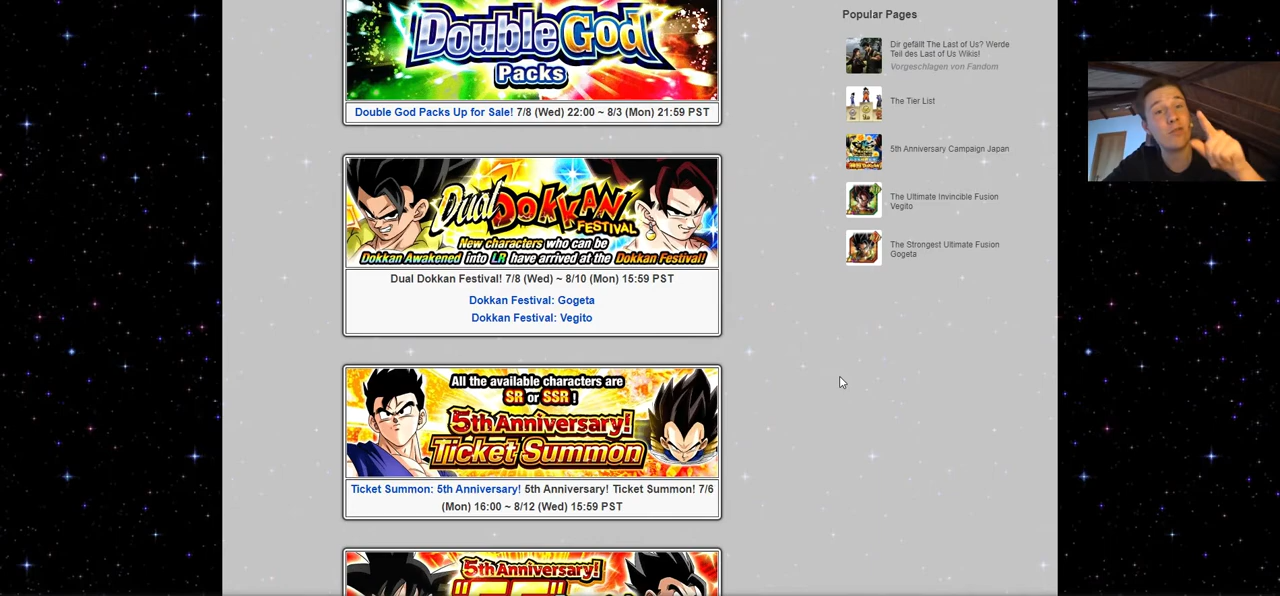 DoubleGod
Packs
Double God Packs Up for Sale! 7/8 (Wed) 22:00 ~ 8/3 (Mon) 21:59 PST
Dual DOKKAN
FESTIVAL
New characters who can be
Dokkan Awakened into LR have arrived at the Dokkan Festival!
Dual Dokkan Festival! 7/8 (Wed) ~ 8/10 (Mon) 15:59 PST
Dokkan Festival: Gogeta
Dokkan Festival: Vegito
All the available characters are
SR or SSR !
5th Anniversary!
Ticket Summon
Ticket Summon: 5th Anniversary! 5th Anniversary! Ticket Summon! 7/6
(Mon) 16:00 ~ 8/12 (Wed) 15:59 PST
5th Anniversary!
Popular Pages
Dir gefällt The Last of Us? Werde
Teil des Last of Us Wikis!
Vorgeschlagen von Fandom
The Tier List
5th Anniversary Campaign Japan
The Ultimate Invincible Fusion
Vegito
The Strongest Ultimate Fusion
Gogeta